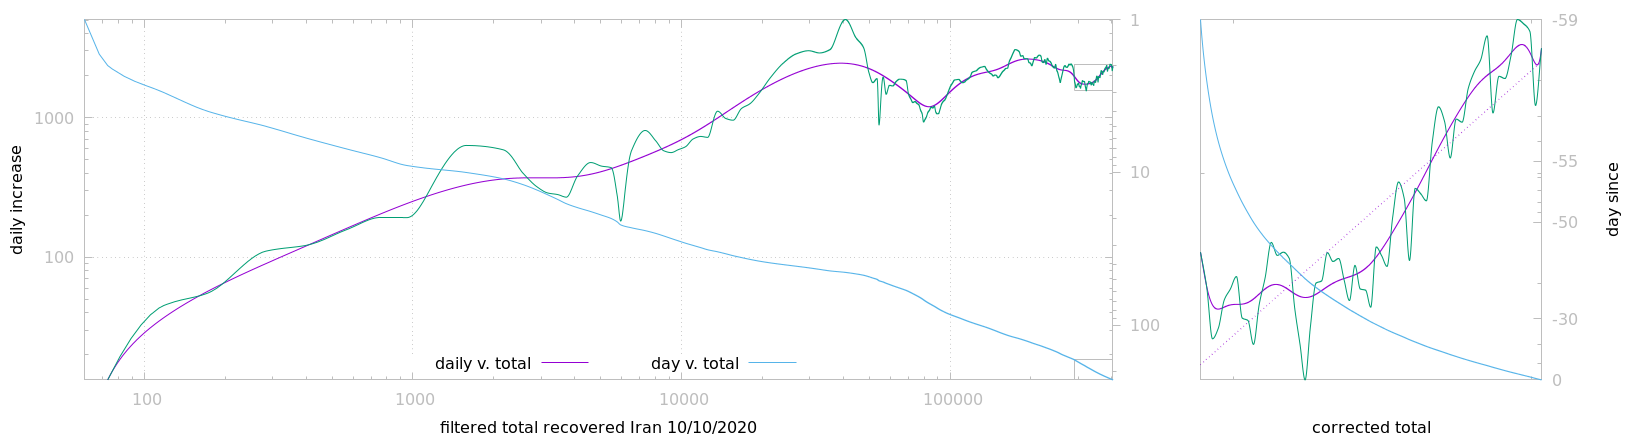 daily increase
1000
100
daily v. total
day v. total
100
1000
10000
100000
filtered total recovered Iran 10/10/2020
1
10
100
corrected total
-59
-55
-50
-30
0
day since